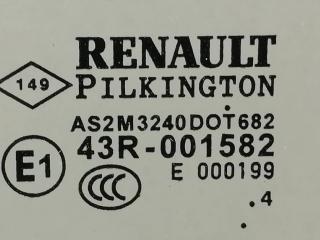 RENAULT
149
PILKINGTON
AS2M3240DOT682
E1
43R-001582
CCC
E 000199
.4